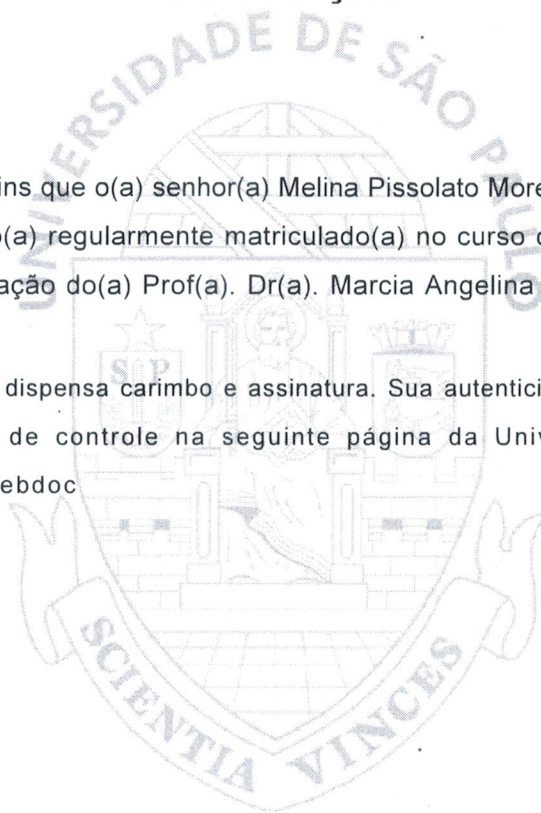 UNIVERSIDADE DE SÃO PAULO
ins que o(a) senhor(a) Melina Pissolato More
o(a) regularmente matriculado(a) no curso
ação do(a) Prof(a). Dr(a). Marcia Angelina
S P
dispensa carimbo e assinatura. Sua autentici
de controle na seguinte página da Univ
ebdoc
SCIENTIA VINCES